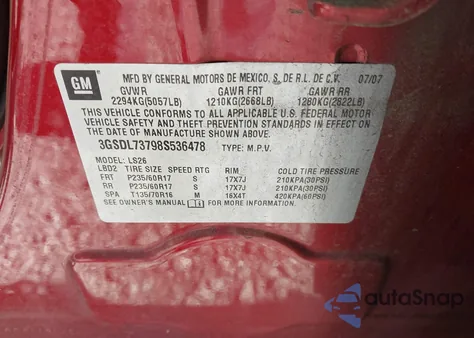 GM
MFD BY GENERAL MOTORS DE MEXICO, S. DE R.L. DE C.V. 07/07
GVWR GAWR FRT GAWR RR
2294KG(5057LB) 1210KG(2668LB) 1280KG(2822LB)
THIS VEHICLE CONFORMS TO ALL APPLICABLE U.S. FEDERAL MOTOR
VEHICLE SAFETY AND THEFT PREVENTION STANDARDS IN EFFECT ON
THE DATE OF MANUFACTURE SHOWN ABOVE.
3GSDL73798S536478 TYPE: M.P.V.
MODEL: LS26
LBD2 TIRE SIZE SPEED RTG RIM COLD TIRE PRESSURE
FRT P235/60R17 S 17X7J 210KPA(30PSI)
RR P235/60R17 S 17X7J 210KPA(30PSI)
SPA T135/70R16 M 16X4T 420KPA(60PSI)
SEE OWNER'S MANUAL FOR MORE INFORMATION
autoSnap